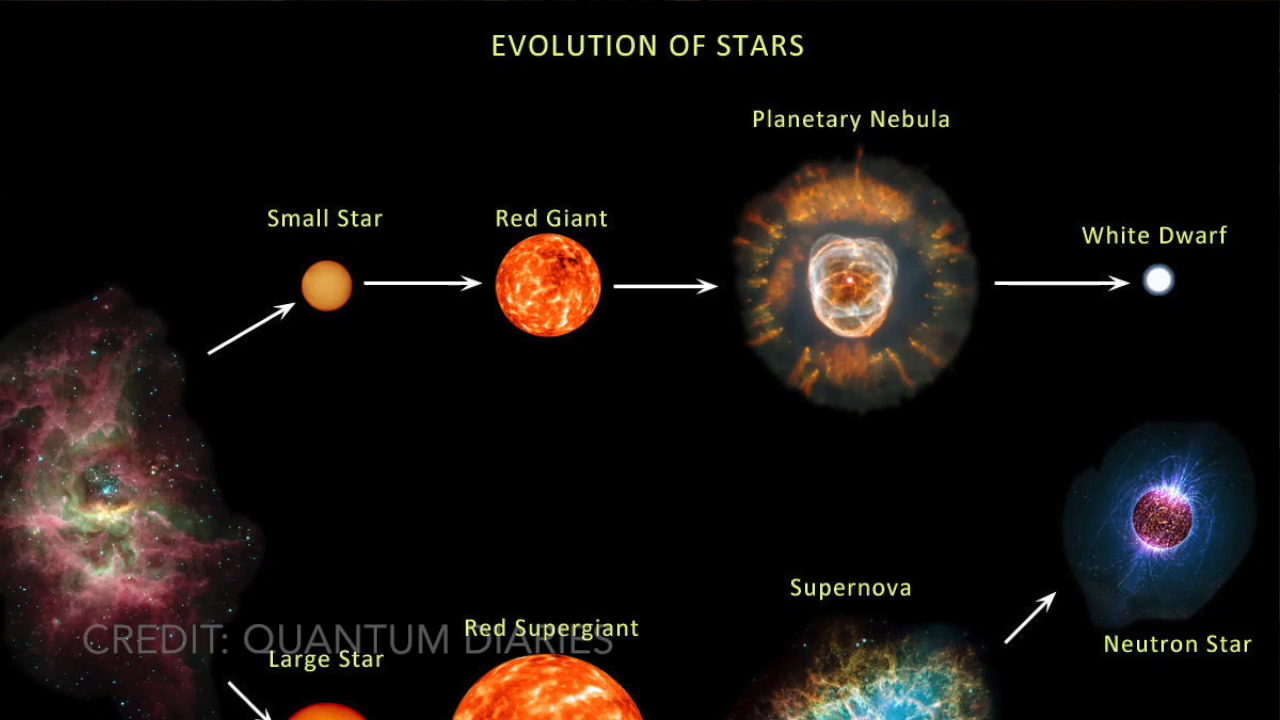 EVOLUTION OF STARS
Planetary Nebula
Small Star
Red Giant
White Dwarf
Supernova
Red Supergiant
CREDIT: QUANTUM DIARIES
Neutron Star
Large Star